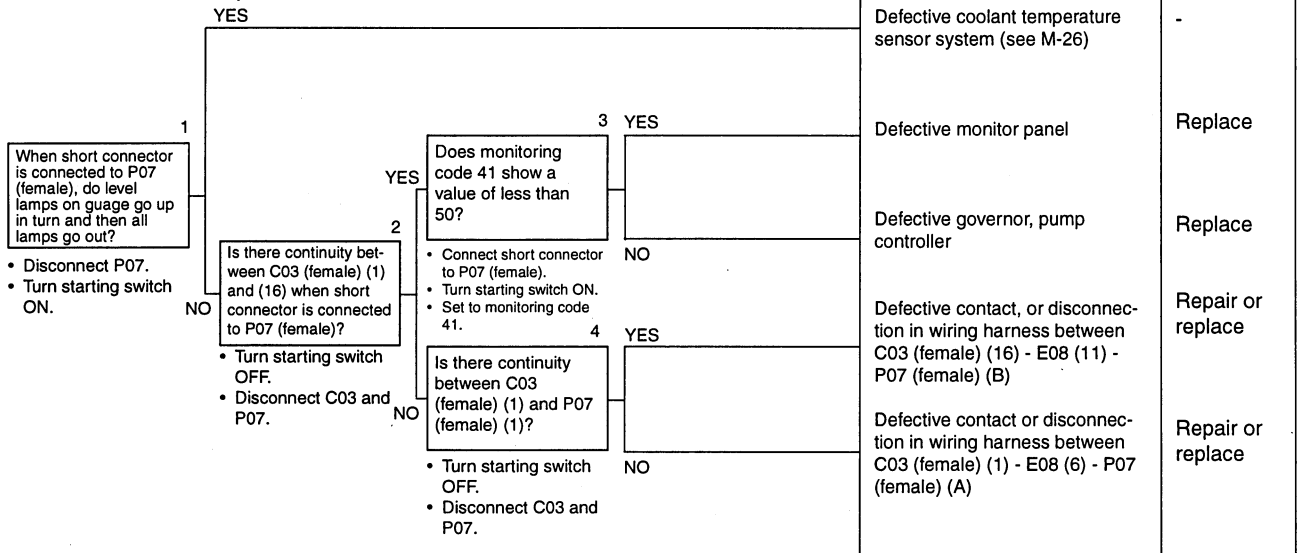 YES
Defective coolant temperature
sensor system (see M-26)
-
1
When short connector
is connected to P07
(female), do level
lamps on guage go up
in turn and then all
lamps go out?
• Disconnect P07.
• Turn starting switch
ON.
NO
2
Is there continuity bet-
ween C03 (female) (1)
and (16) when short
connector is connected
to P07 (female)?
• Turn starting switch
OFF.
• Disconnect C03 and
P07.
YES
3
Does monitoring
code 41 show a
value of less than
50?
• Connect short connector
to P07 (female).
• Turn starting switch ON.
• Set to monitoring code
41.
YES
Defective monitor panel
Replace
NO
Defective governor, pump
controller
Replace
NO
4
Is there continuity
between C03
(female) (1) and P07
(female) (1)?
• Turn starting switch
OFF.
• Disconnect C03 and
P07.
YES
Defective contact, or disconnec-
tion in wiring harness between
C03 (female) (16) - E08 (11) -
P07 (female) (B)
Repair or
replace
NO
Defective contact or disconnec-
tion in wiring harness between
C03 (female) (1) - E08 (6) - P07
(female) (A)
Repair or
replace